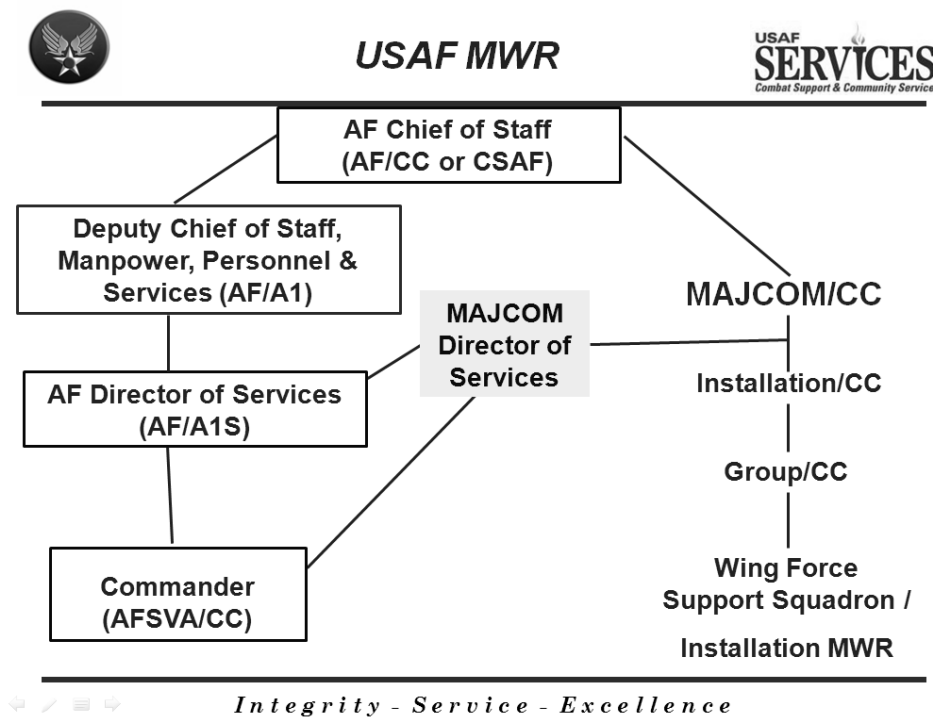 USAF MWR
USAF
SERVICES
Combat Support & Community Service
AF Chief of Staff
(AF/CC or CSAF)
Deputy Chief of Staff,
Manpower, Personnel &
Services (AF/A1)
MAJCOM
Director of
Services
MAJCOM/CC
AF Director of Services
(AF/A1S)
Installation/CC
Group/CC
Commander
(AFSVA/CC)
Wing Force
Support Squadron /
Installation MWR
Integrity - Service - Excellence